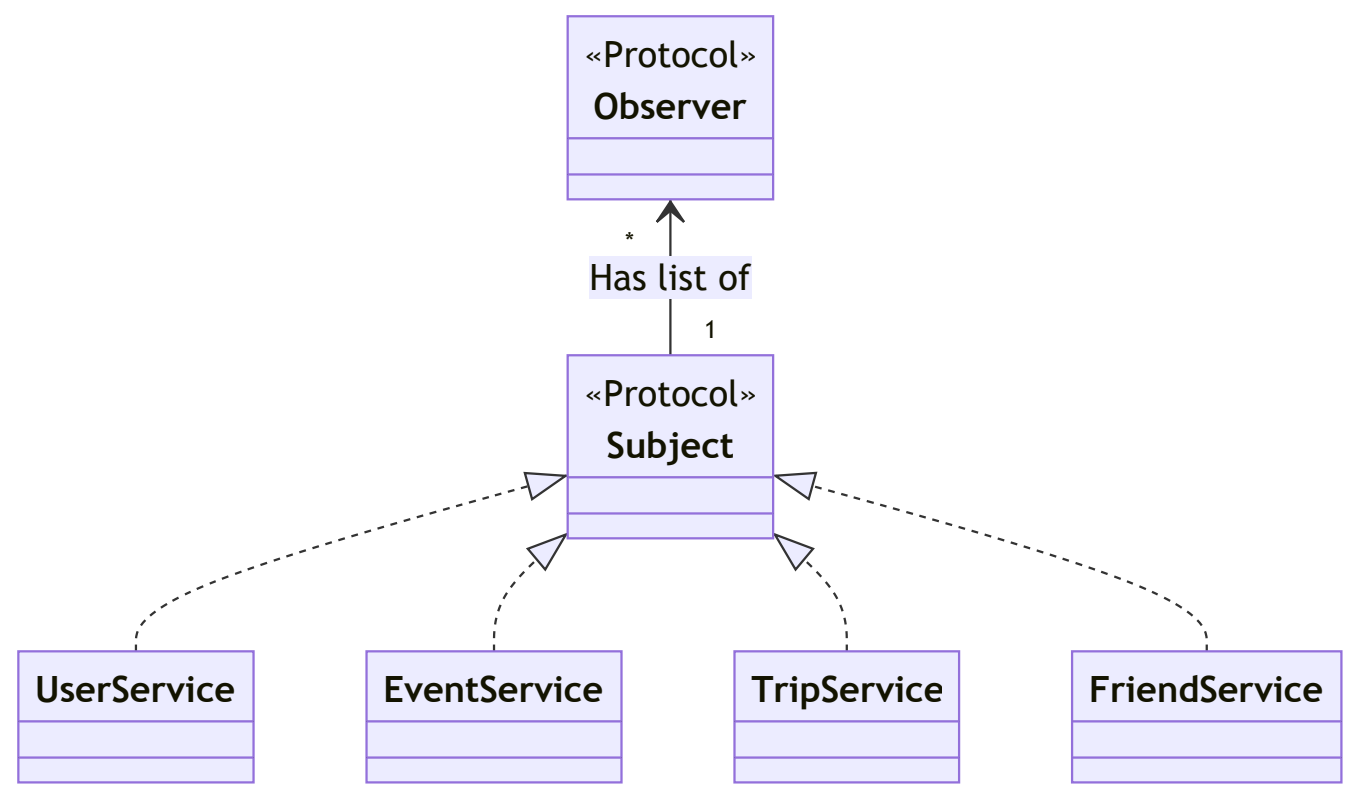 «Protocol»
Observer
*
Has list of
1
«Protocol»
Subject
UserService
EventService
TripService
FriendService